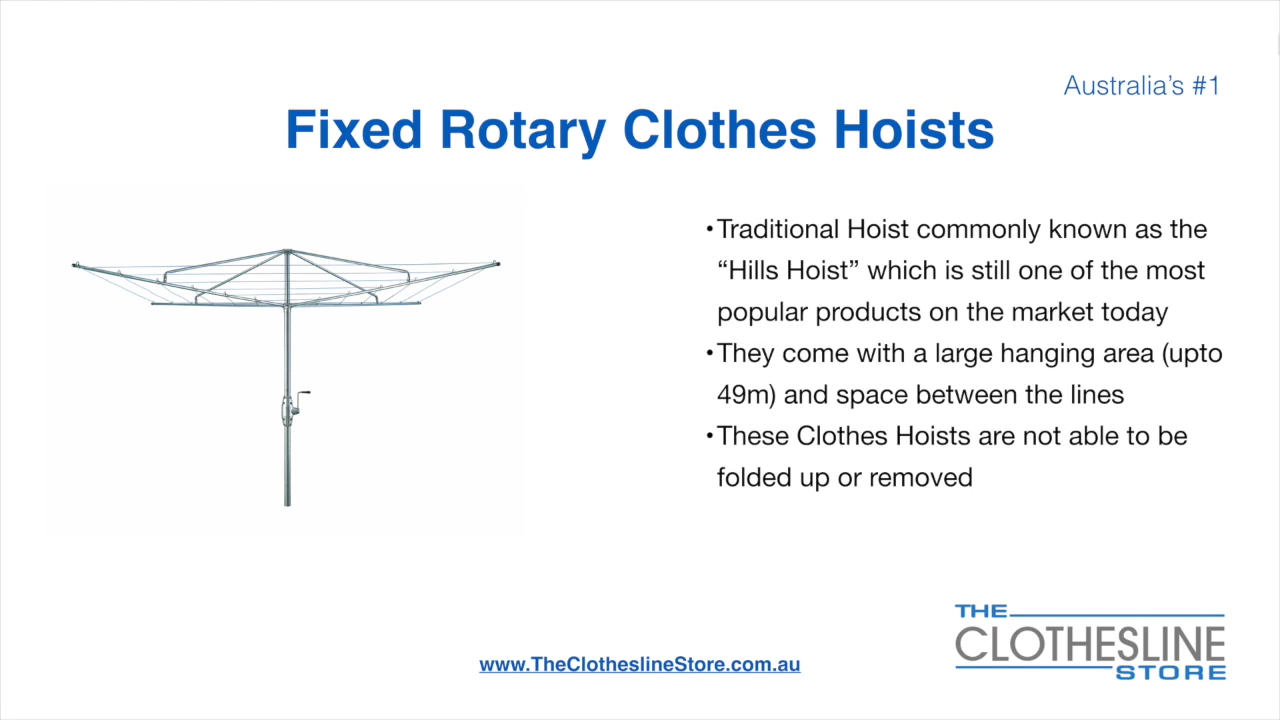 Australia’s #1
Fixed Rotary Clothes Hoists
•Traditional Hoist commonly known as the
“Hills Hoist” which is still one of the most
popular products on the market today
•They come with a large hanging area (upto
49m) and space between the lines
•These Clothes Hoists are not able to be
folded up or removed
THE
CLOTHESLINE
STORE
www.TheClotheslineStore.com.au